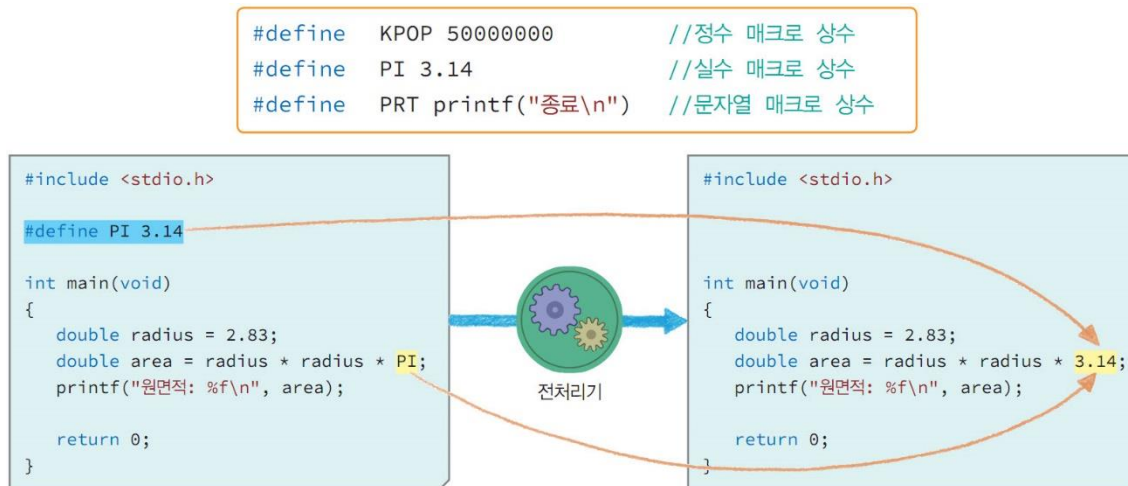 #define KPOP 50000000 //정수 매크로 상수
#define PI 3.14 //실수 매크로 상수
#define PRT printf("종료\n") //문자열 매크로 상수
#include <stdio.h>
#define PI 3.14
int main(void)
{
double radius = 2.83;
double area = radius * radius * PI;
printf("원면적: %f\n", area);
return 0;
}
전처리기
#include <stdio.h>
int main(void)
{
double radius = 2.83;
double area = radius * radius * 3.14;
printf("원면적: %f\n", area);
return 0;
}